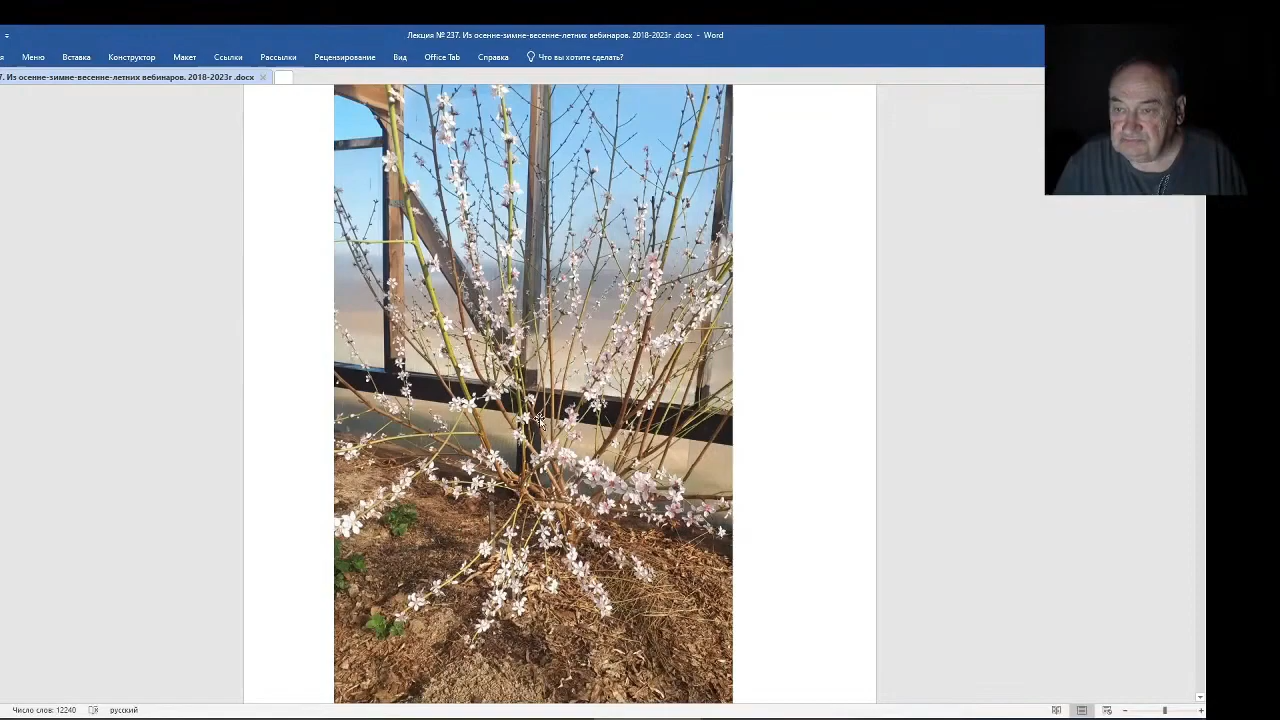 Лекция № 237. Из осенне-зимне-весенне-летних вебинаров. 2018-2023г .docx - Word
Меню Вставка Конструктор Макет Ссылки Рассылки Рецензирование Вид Office Tab Справка Что вы хотите сделать?
7. Из осенне-зимне-весенне-летних вебинаров. 2018-2023г .docx
Число слов: 12240 русский